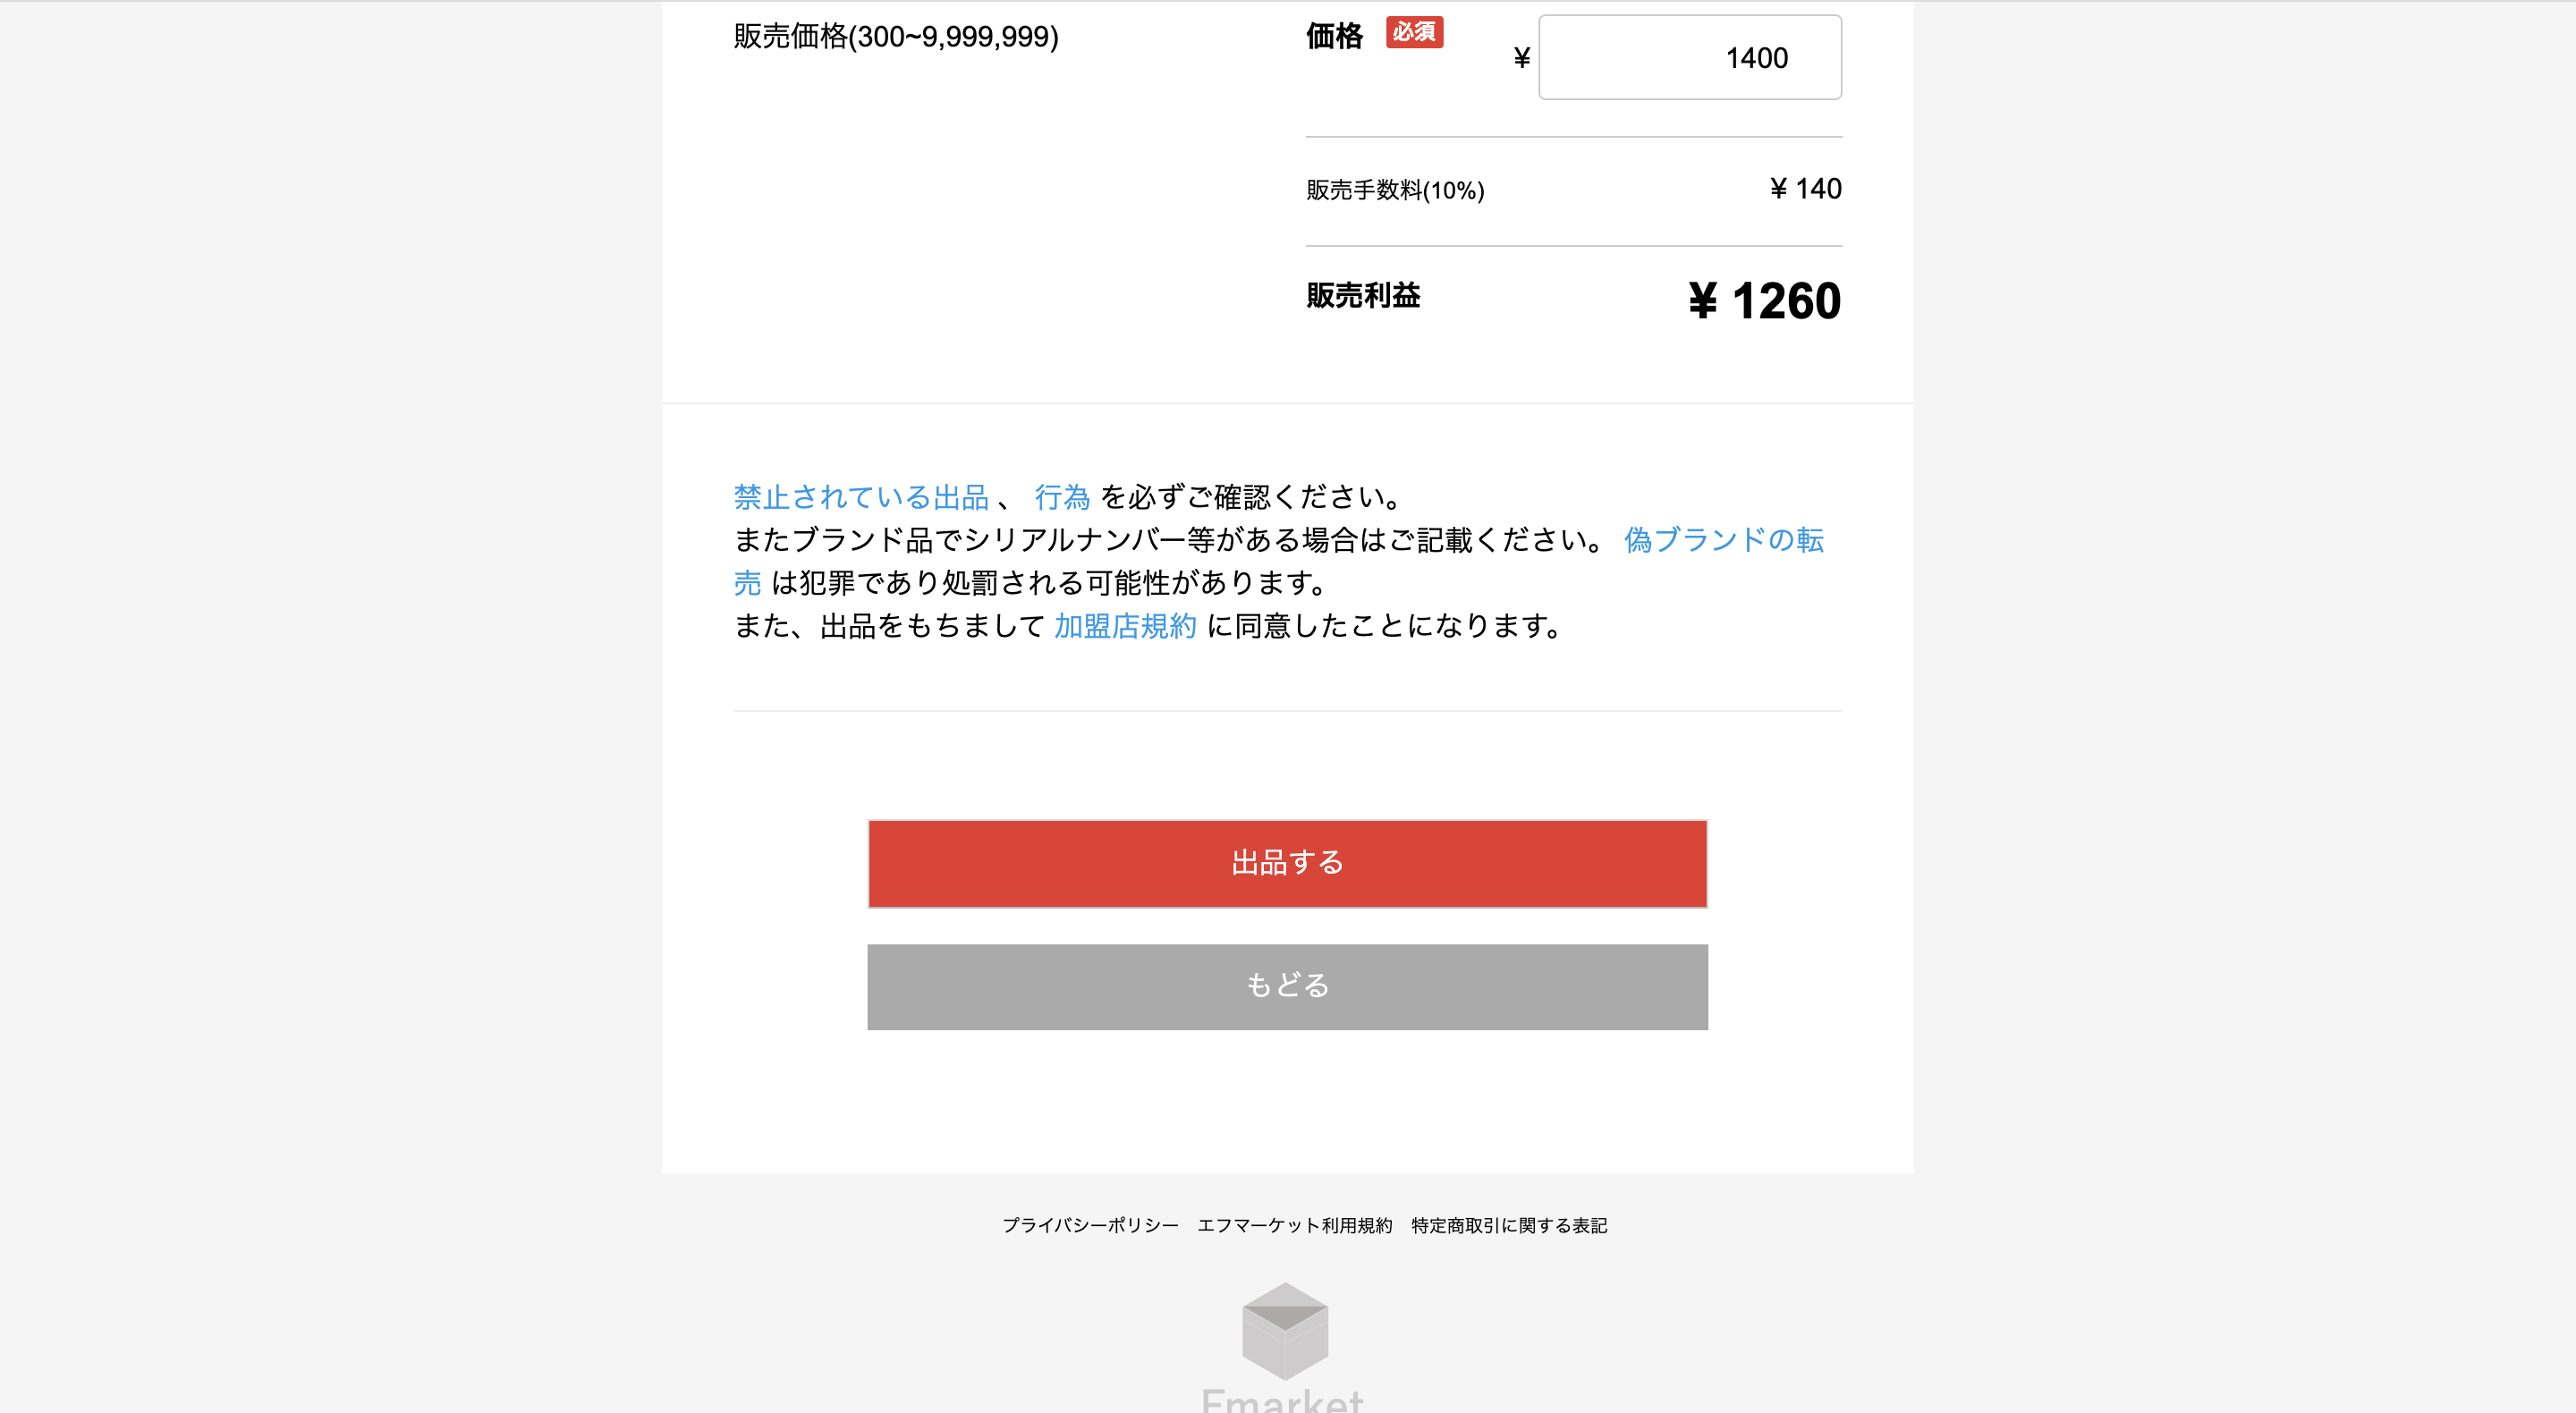 販売価格(300~9,999,999)
価格 必須
¥ 1400
販売手数料(10%) ¥ 140
販売利益 ¥ 1260
禁止されている出品 、 行為 を必ずご確認ください。
またブランド品でシリアルナンバー等がある場合はご記載ください。 偽ブランドの転
売 は犯罪であり処罰される可能性があります。
また、出品をもちまして 加盟店規約 に同意したことになります。
出品する
もどる
プライバシーポリシー エフマーケット利用規約 特定商取引に関する表記
Fmarket